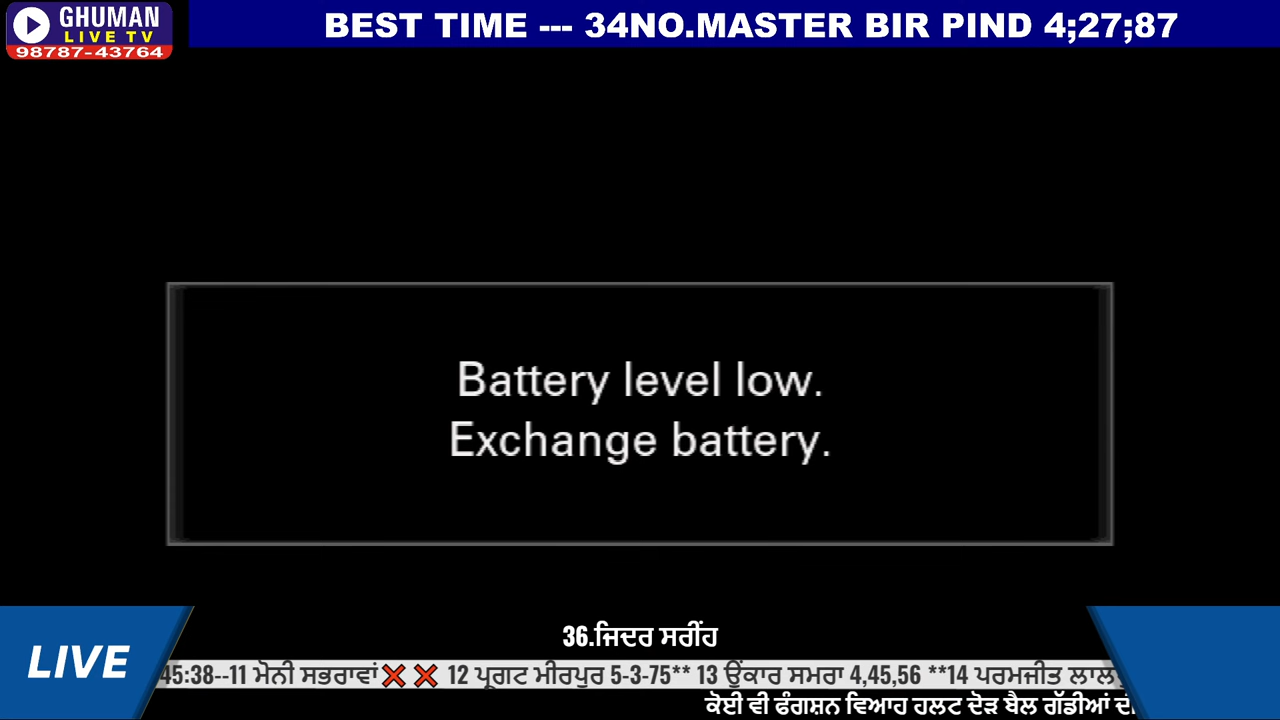 GHUMAN
LIVE TV
98787-43764
BEST TIME --- 34NO.MASTER BIR PIND 4;27;87
Battery level low.
Exchange battery.
36.ਜਿਦਰ ਸਰੀਂਹ
LIVE
45:38--11 ਮੋਨੀ ਸਭਰਾਵਾਂ❌ ❌ 12 ਪ੍ਰਗਟ ਮੀਰਪੁਰ 5-3-75** 13 ਉਂਕਾਰ ਸਮਰਾ 4,45,56 **14 ਪਰਮਜੀਤ
ਕੋਈ ਵੀ ਫੰਗਸ਼ਨ ਵਿਆਹ ਹਲਟ ਦੋੜ ਬੈਲ ਗੱਡੀਆਂ